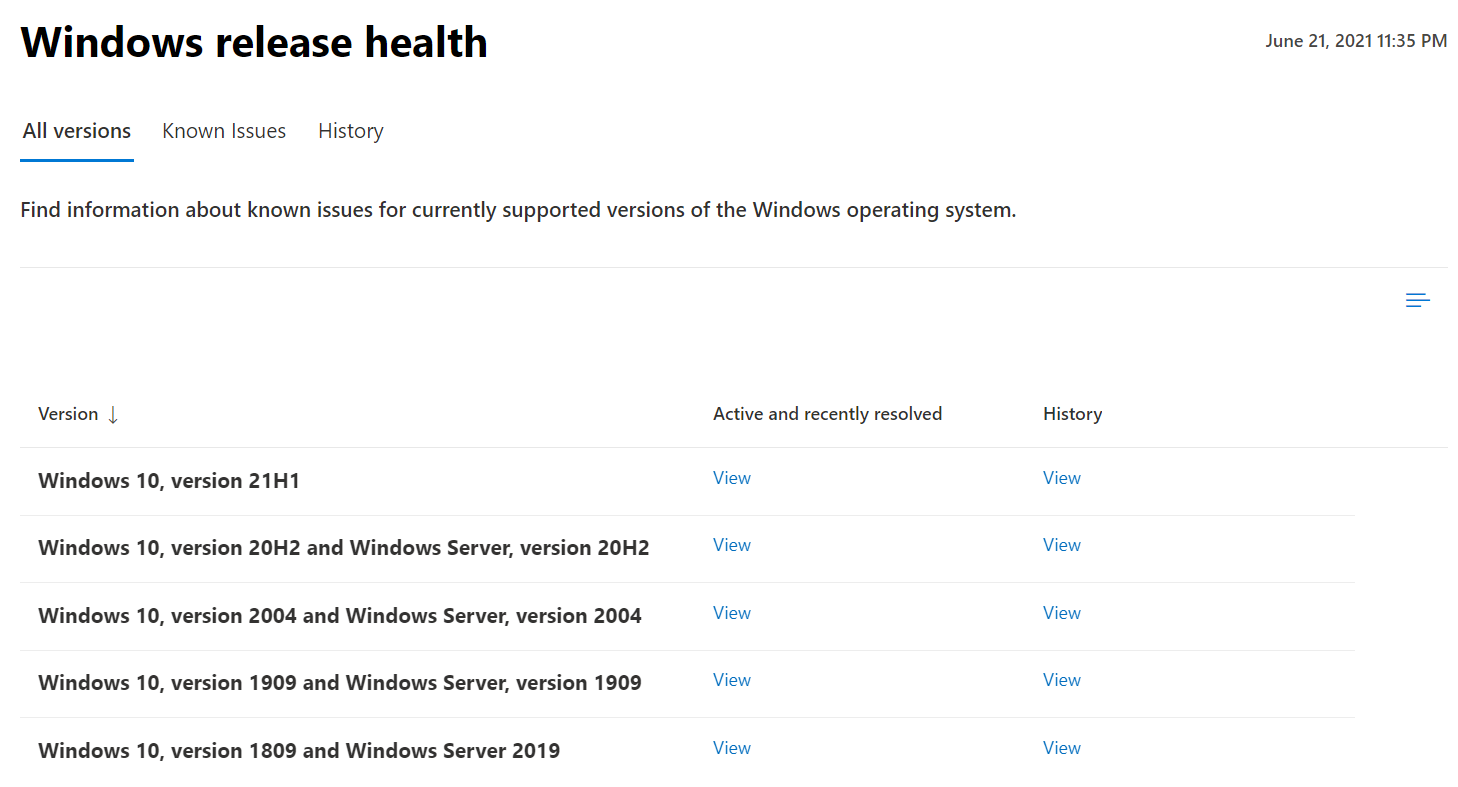 Windows release health
June 21, 2021 11:35 PM
All versions Known Issues History
Find information about known issues for currently supported versions of the Windows operating system.
Version ↓ Active and recently resolved History
Windows 10, version 21H1 View View
Windows 10, version 20H2 and Windows Server, version 20H2 View View
Windows 10, version 2004 and Windows Server, version 2004 View View
Windows 10, version 1909 and Windows Server, version 1909 View View
Windows 10, version 1809 and Windows Server 2019 View View